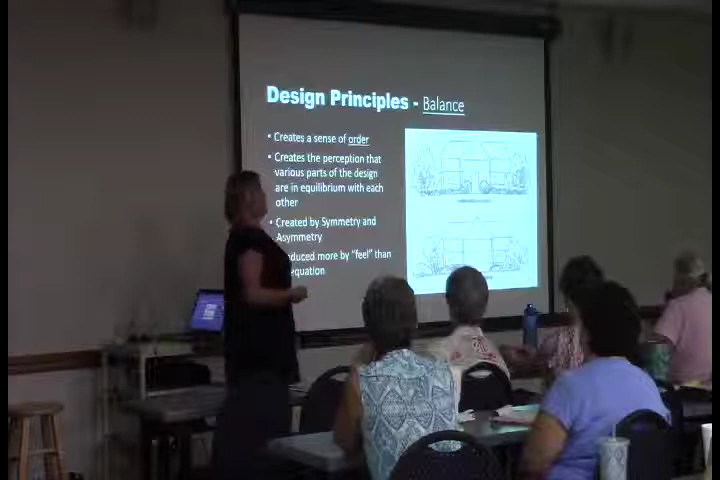 Design Principles - Balance
• Creates a sense of order
• Creates the perception that
various parts of the design
are in equilibrium with each
other
• Created by Symmetry and
Asymmetry
duced more by "feel" than
equation